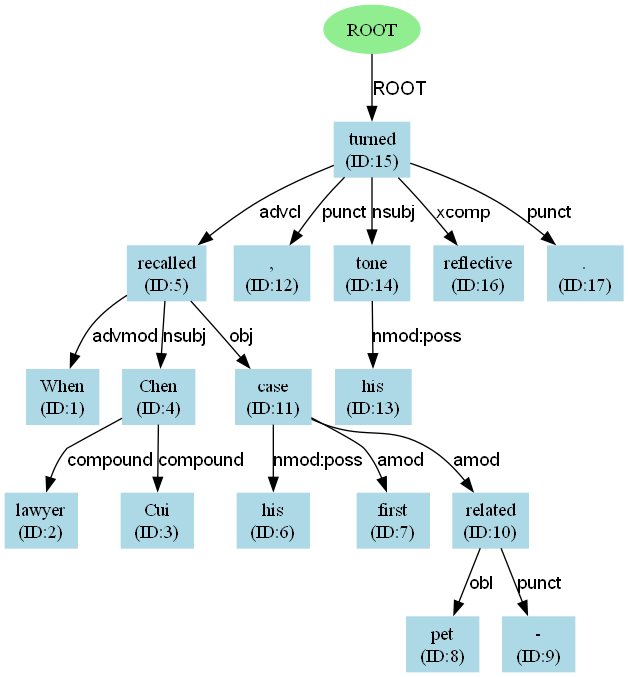 ROOT
ROOT
turned
(ID:15)
advcl
punct
nsubj
xcomp
punct
recalled
(ID:5)
,
(ID:12)
tone
(ID:14)
reflective
(ID:16)
.
(ID:17)
advmod
nsubj
obj
nmod:poss
When
(ID:1)
Chen
(ID:4)
case
(ID:11)
his
(ID:13)
compound
compound
nmod:poss
amod
amod
lawyer
(ID:2)
Cui
(ID:3)
his
(ID:6)
first
(ID:7)
related
(ID:10)
obl
punct
pet
(ID:8)
-
(ID:9)